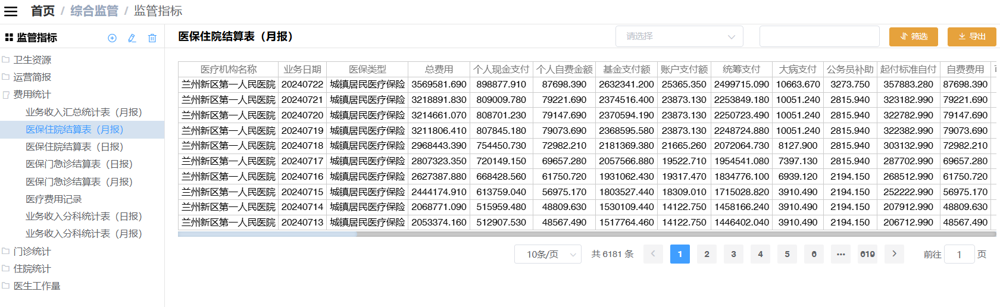 首页 / 综合监管 / 监管指标
监管指标
卫生资源
运营简报
费用统计
业务收入汇总统计表（月报）
医保住院结算表（月报）
医保住院结算表（日报）
医保门急诊结算表（日报）
医保门急诊结算表（月报）
医疗费用记录
业务收入分科统计表（日报）
业务收入分科统计表（月报）
门诊统计
住院统计
医生工作量
医保住院结算表（月报） 请选择 筛选 导出
医疗机构名称 业务日期 医保类型 总费用 个人现金支付 个人自费金额 基金支付额 账户支付额 统筹支付 大病支付 公务员补助 起付标准自付 自费费用
兰州新区第一人民医院 20240722 城镇居民医疗保险 3569581.690 898877.910 87698.390 2632341.200 25365.350 2499715.090 10663.670 3273.750 357883.280 87698.390
兰州新区第一人民医院 20240721 城镇居民医疗保险 3218891.830 809009.780 79221.690 2374516.400 23873.130 2253849.180 10051.240 2815.940 323182.990 79221.690
兰州新区第一人民医院 20240720 城镇居民医疗保险 3214661.070 808701.230 79147.690 2370594.190 23873.130 2250723.490 10051.240 2815.940 322782.990 79147.690
兰州新区第一人民医院 20240719 城镇居民医疗保险 3211806.410 807845.180 79073.690 2368595.580 23873.130 2248724.880 10051.240 2815.940 322382.990 79073.690
兰州新区第一人民医院 20240718 城镇居民医疗保险 2968443.390 754450.730 72982.210 2181369.380 21665.260 2072064.730 8127.900 2815.940 303132.990 72982.210
兰州新区第一人民医院 20240717 城镇居民医疗保险 2807323.350 720149.150 69657.280 2057566.880 19522.710 1954541.080 7397.130 2815.940 287702.990 69657.280
兰州新区第一人民医院 20240716 城镇居民医疗保险 2627387.880 668428.560 61750.720 1931062.430 19317.470 1834776.100 6939.120 2194.150 268512.990 61750.720
兰州新区第一人民医院 20240715 城镇居民医疗保险 2444174.910 613759.040 56975.170 1803527.440 18309.010 1715028.820 3910.490 2194.150 252222.990 56975.170
兰州新区第一人民医院 20240714 城镇居民医疗保险 2068771.090 515959.480 48809.630 1530109.440 14122.750 1458166.240 3910.490 2194.150 207912.990 48809.630
兰州新区第一人民医院 20240713 城镇居民医疗保险 2053374.160 512907.530 48567.490 1517764.460 14122.750 1446402.040 3910.490 2194.150 206712.990 48567.490
10条/页 共 6181 条 1 2 3 4 5 6 ••• 619 前往 1 页